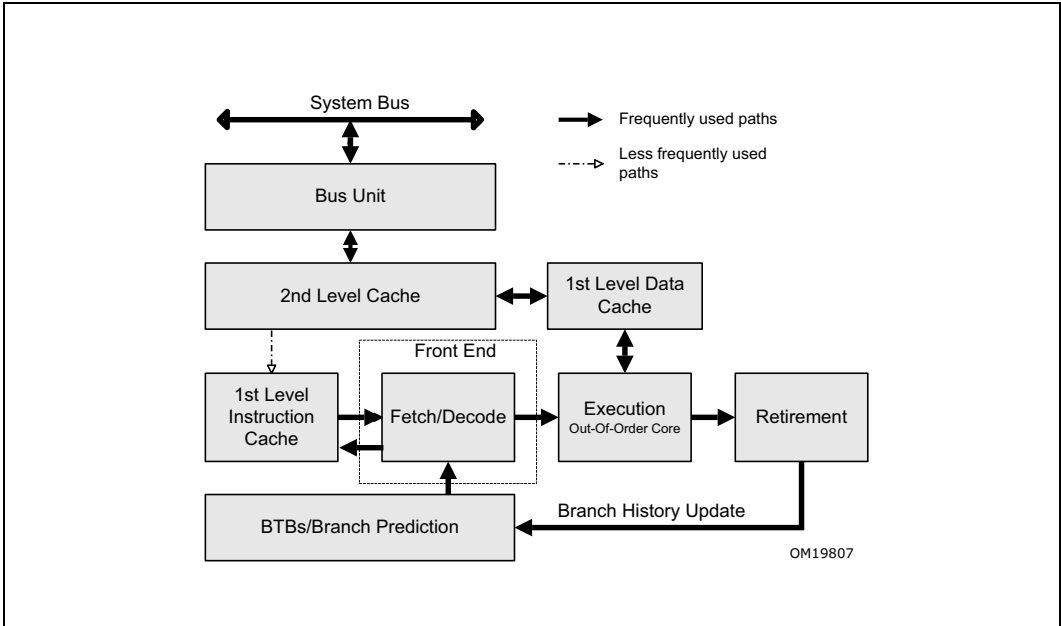 System Bus
Frequently used paths
Less frequently used
paths
Bus Unit
2nd Level Cache
1st Level Data
Cache
Front End
1st Level
Instruction
Cache
Fetch/Decode
Execution
Out-Of-Order Core
Retirement
BTBs/Branch Prediction
Branch History Update
OM19807